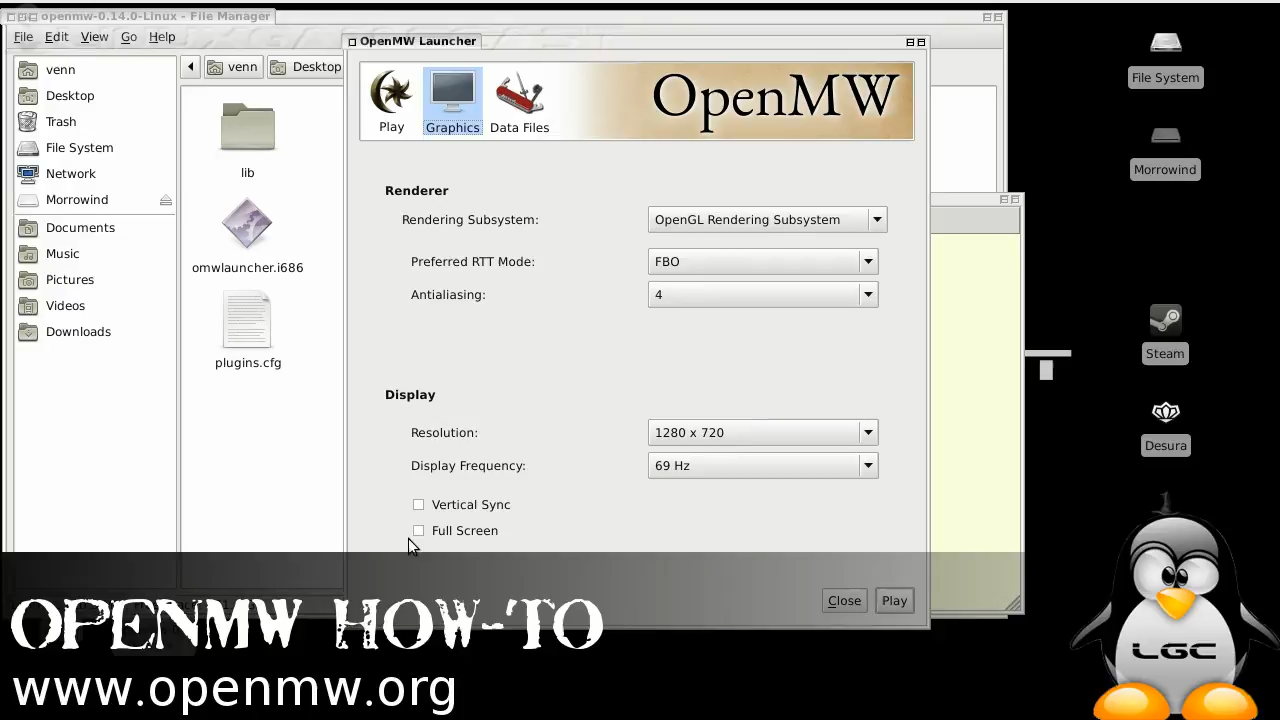 openmw-0.14.0-Linux - File Manager
File Edit View Go Help
venn
Desktop
Trash
File System
Network
Morrowind
Documents
Music
Pictures
Videos
Downloads
venn
Desktop
lib
omwlauncher.i686
plugins.cfg
OpenMW Launcher
Play
Graphics
Data Files
OpenMW
Renderer
Rendering Subsystem: OpenGL Rendering Subsystem
Preferred RTT Mode: FBO
Antialiasing: 4
Display
Resolution: 1280 x 720
Display Frequency: 69 Hz
Vertical Sync
Full Screen
Close Play
File System
Morrowind
Steam
Desura
LGC
OPENMW HOW-TO
www.openmw.org